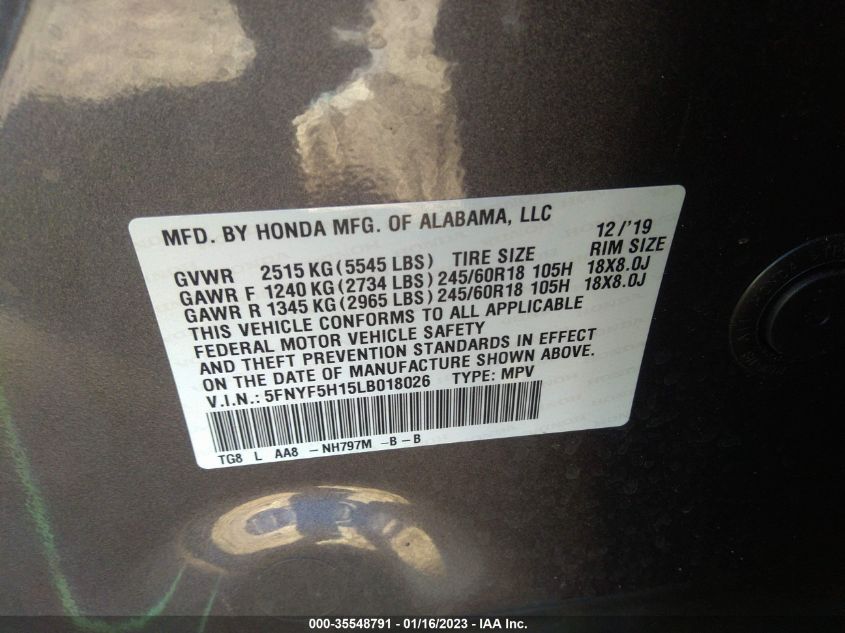 MFD. BY HONDA MFG. OF ALABAMA, LLC 12/'19
GVWR 2515 KG (5545 LBS) TIRE SIZE RIM SIZE
GAWR F 1240 KG (2734 LBS) 245/60R18 105H 18X8.0J
GAWR R 1345 KG (2965 LBS) 245/60R18 105H 18X8.0J
THIS VEHICLE CONFORMS TO ALL APPLICABLE
FEDERAL MOTOR VEHICLE SAFETY
AND THEFT PREVENTION STANDARDS IN EFFECT
ON THE DATE OF MANUFACTURE SHOWN ABOVE.
V.I.N.: 5FNYF5H15LB018026 TYPE: MPV
TG8 L AA8 - NH797M -B-B
000-35548791 - 01/16/2023 - IAA Inc.